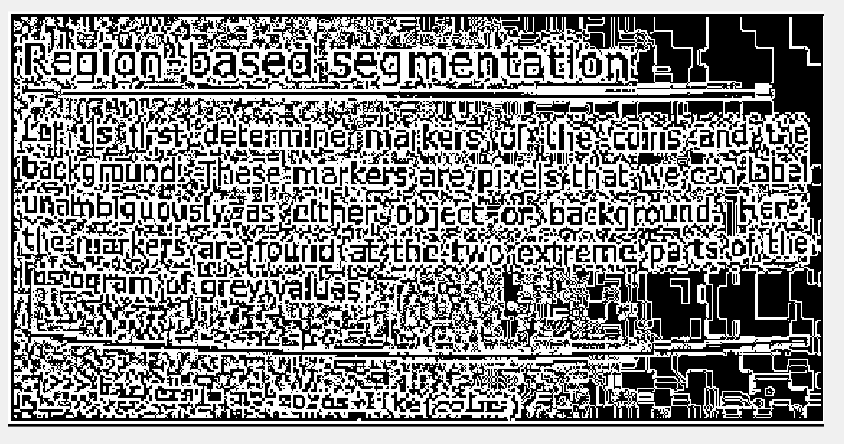 Region-based segmentation
Let us first determine markers of the coins and the
background. These markers are pixels that we can label
unambiguously as either object or background. Here,
the markers are found at the two extreme parts of the
histogram of grey values: